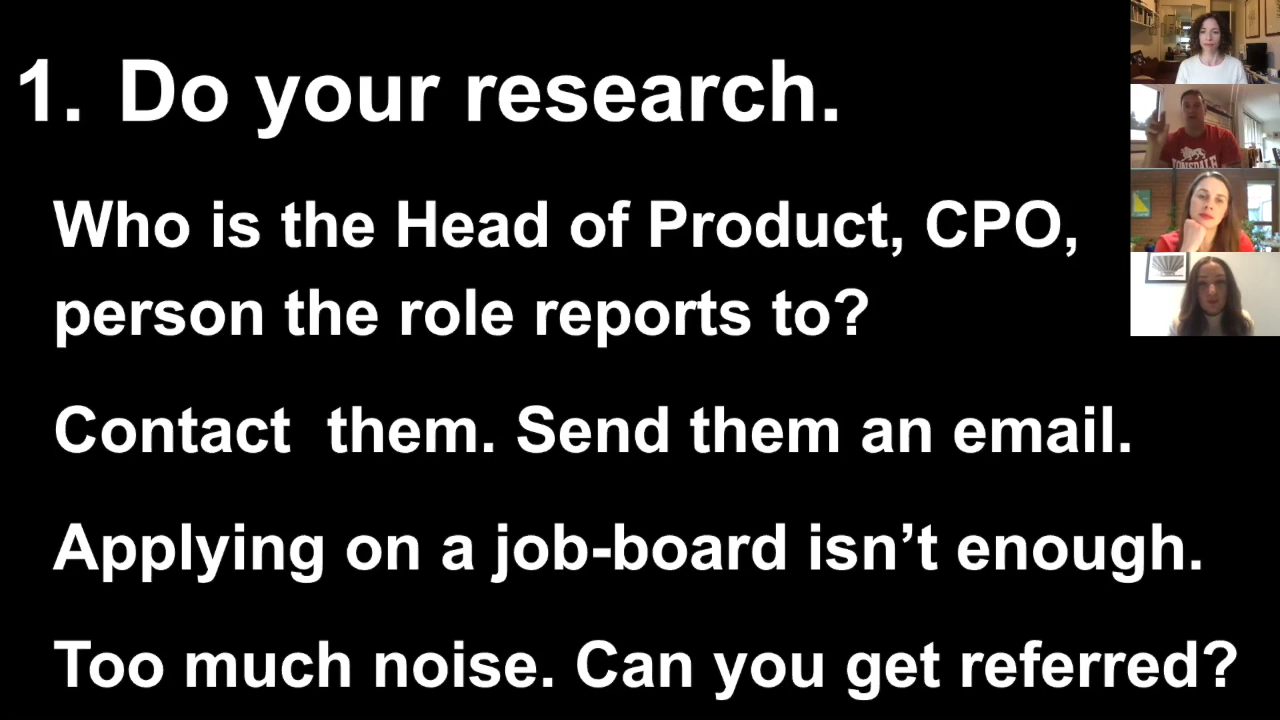 1. Do your research.
Who is the Head of Product, CPO,
person the role reports to?
Contact  them. Send them an email.
Applying on a job-board isn’t enough.
Too much noise. Can you get referred?
LONSDALE